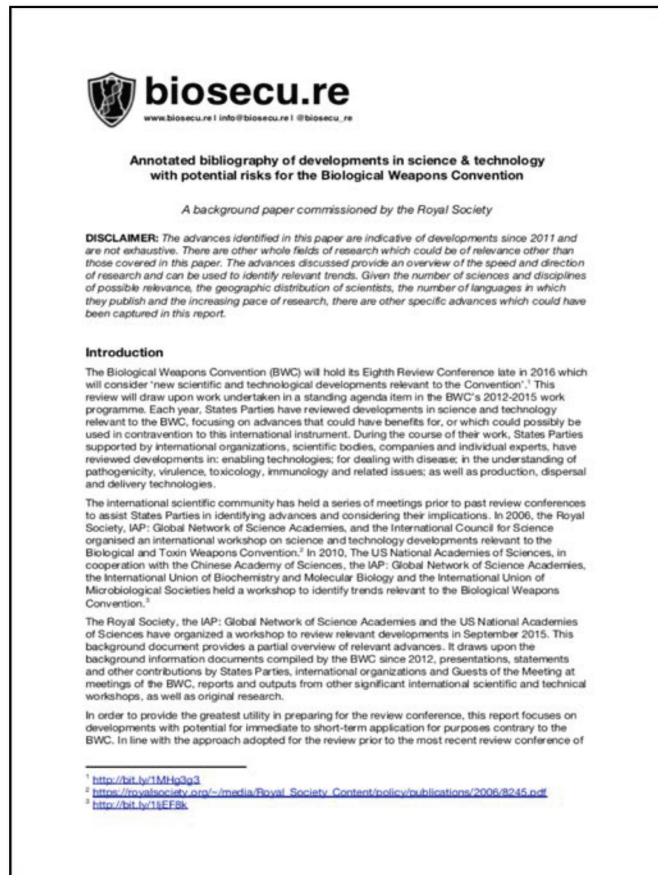 biosecu.re
www.biosecu.re | info@biosecu.re | @biosecu_re
Annotated bibliography of developments in science & technology
with potential risks for the Biological Weapons Convention
A background paper commissioned by the Royal Society
DISCLAIMER: The advances identified in this paper are indicative of developments since 2011 and
are not exhaustive. There are other whole fields of research which could be of relevance other than
those covered in this paper. The advances discussed provide an overview of the speed and direction
of research and can be used to identify relevant trends. Given the number of sciences and disciplines
of possible relevance, the geographic distribution of scientists, the number of languages in which
they publish and the increasing pace of research, there are other specific advances which could have
been captured in this report.
Introduction
The Biological Weapons Convention (BWC) will hold its Eighth Review Conference late in 2016 which
will consider 'new scientific and technological developments relevant to the Convention'.1 This
review will draw upon work undertaken in a standing agenda item in the BWC's 2012-2015 work
programme. Each year, States Parties have reviewed developments in science and technology
relevant to the BWC, focusing on advances that could have benefits for, or which could possibly be
used in contravention to this international instrument. During the course of their work, States Parties
supported by international organizations, scientific bodies, companies and individual experts, have
reviewed developments in: enabling technologies; for dealing with disease; in the understanding of
pathogenicity, virulence, toxicology, immunology and related issues; as well as production, dispersal
and delivery technologies.
The international scientific community has held a series of meetings prior to past review conferences
to assist States Parties in identifying advances and considering their implications. In 2006, the Royal
Society, IAP: Global Network of Science Academies, and the International Council for Science
organised an international workshop on science and technology developments relevant to the
Biological and Toxin Weapons Convention.2 In 2010, The US National Academies of Sciences, in
cooperation with the Chinese Academy of Sciences, the IAP: Global Network of Science Academies,
the International Union of Biochemistry and Molecular Biology and the International Union of
Microbiological Societies held a workshop to identify trends relevant to the Biological Weapons
Convention.3
The Royal Society, the IAP: Global Network of Science Academies and the US National Academies
of Sciences have organized a workshop to review relevant developments in September 2015. This
background document provides a partial overview of relevant advances. It draws upon the
background information documents compiled by the BWC since 2012, presentations, statements
and other contributions by States Parties, international organizations and Guests of the Meeting at
meetings of the BWC, reports and outputs from other significant international scientific and technical
workshops, as well as original research.
In order to provide the greatest utility in preparing for the review conference, this report focuses on
developments with potential for immediate to short-term application for purposes contrary to the
BWC. In line with the approach adopted for the review prior to the most recent review conference of
1 http://bit.ly/1MHg3g3
2 https://royalsociety.org/~/media/Royal_Society_Content/policy/publications/2006/8245.pdf
3 http://bit.ly/1ljEF8k